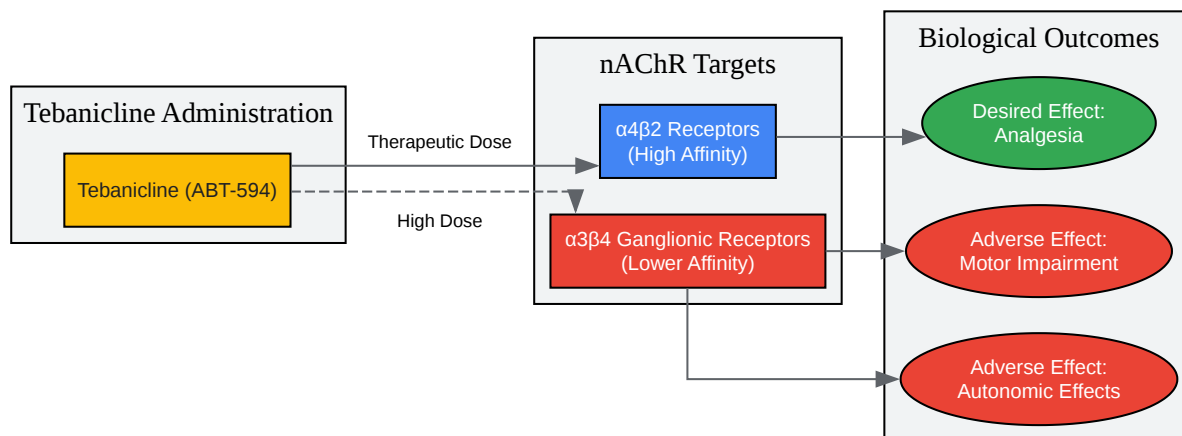 Tebanicline Administration
Tebanicline (ABT-594)
Therapeutic Dose
High Dose
nAChR Targets
α4β2 Receptors
(High Affinity)
α3β4 Ganglionic Receptors
(Lower Affinity)
Biological Outcomes
Desired Effect:
Analgesia
Adverse Effect:
Motor Impairment
Adverse Effect:
Autonomic Effects